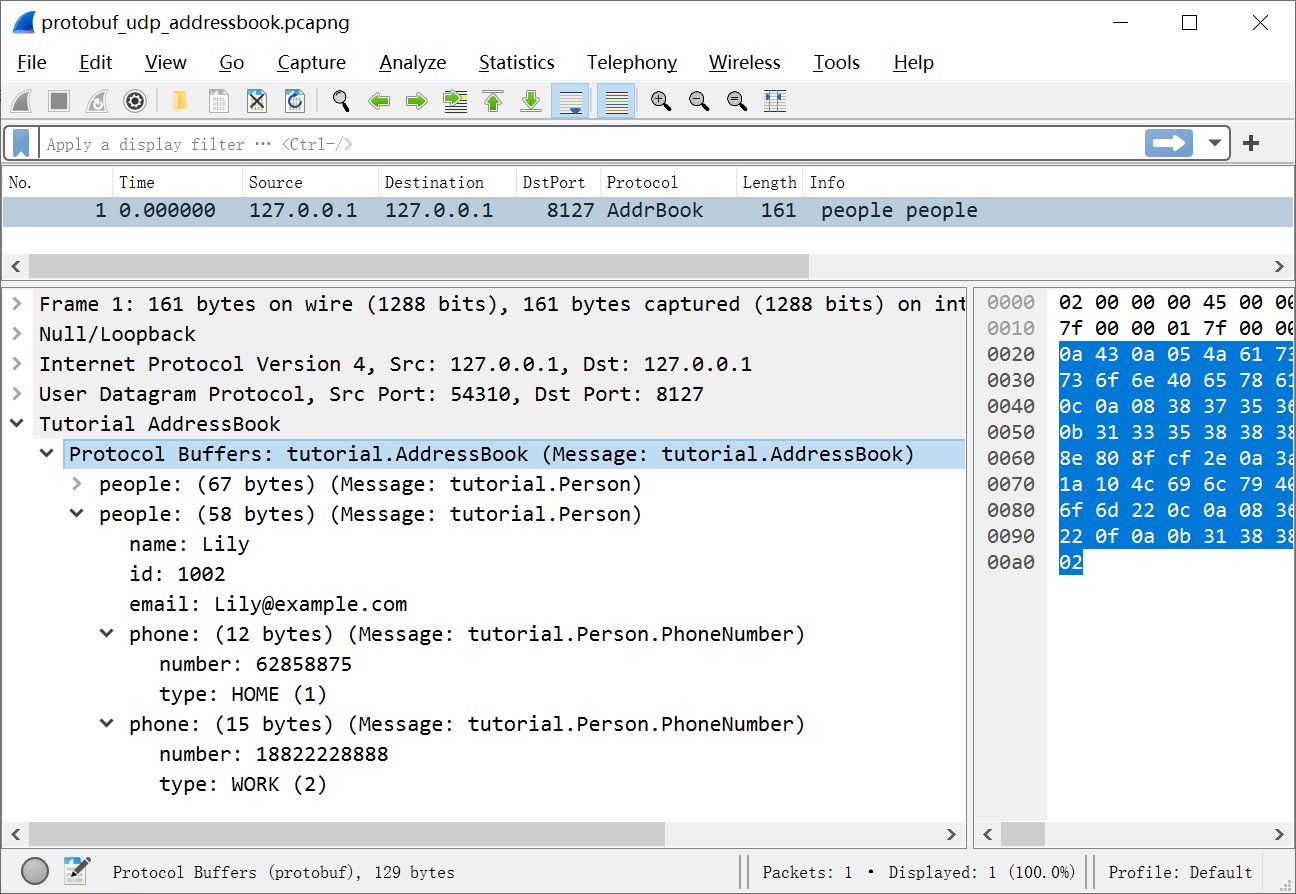 protobuf_udp_addressbook.pcapng
File Edit View Go Capture Analyze Statistics Telephony Wireless Tools Help
Apply a display filter ⋯ <Ctrl-/>
No. Time Source Destination DstPort Protocol Length Info
1 0.000000 127.0.0.1 127.0.0.1 8127 AddrBook 161 people people
Frame 1: 161 bytes on wire (1288 bits), 161 bytes captured (1288 bits) on int
Null/Loopback
Internet Protocol Version 4, Src: 127.0.0.1, Dst: 127.0.0.1
User Datagram Protocol, Src Port: 54310, Dst Port: 8127
Tutorial AddressBook
Protocol Buffers: tutorial.AddressBook (Message: tutorial.AddressBook)
people: (67 bytes) (Message: tutorial.Person)
people: (58 bytes) (Message: tutorial.Person)
name: Lily
id: 1002
email: Lily@example.com
phone: (12 bytes) (Message: tutorial.Person.PhoneNumber)
number: 62858875
type: HOME (1)
phone: (15 bytes) (Message: tutorial.Person.PhoneNumber)
number: 18822228888
type: WORK (2)
0000 02 00 00 00 45 00 00
0010 7f 00 00 01 7f 00 00
0020 0a 43 0a 05 4a 61 73
0030 73 6f 6e 40 65 78 61
0040 0c 0a 08 38 37 35 36
0050 0b 31 33 35 38 38 38
0060 8e 80 8f cf 2e 0a 3a
0070 1a 10 4c 69 6c 79 40
0080 6f 6d 22 0c 0a 08 36
0090 22 0f 0a 0b 31 38 38
00a0 02
Protocol Buffers (protobuf), 129 bytes
Packets: 1 • Displayed: 1 (100.0%)
Profile: Default